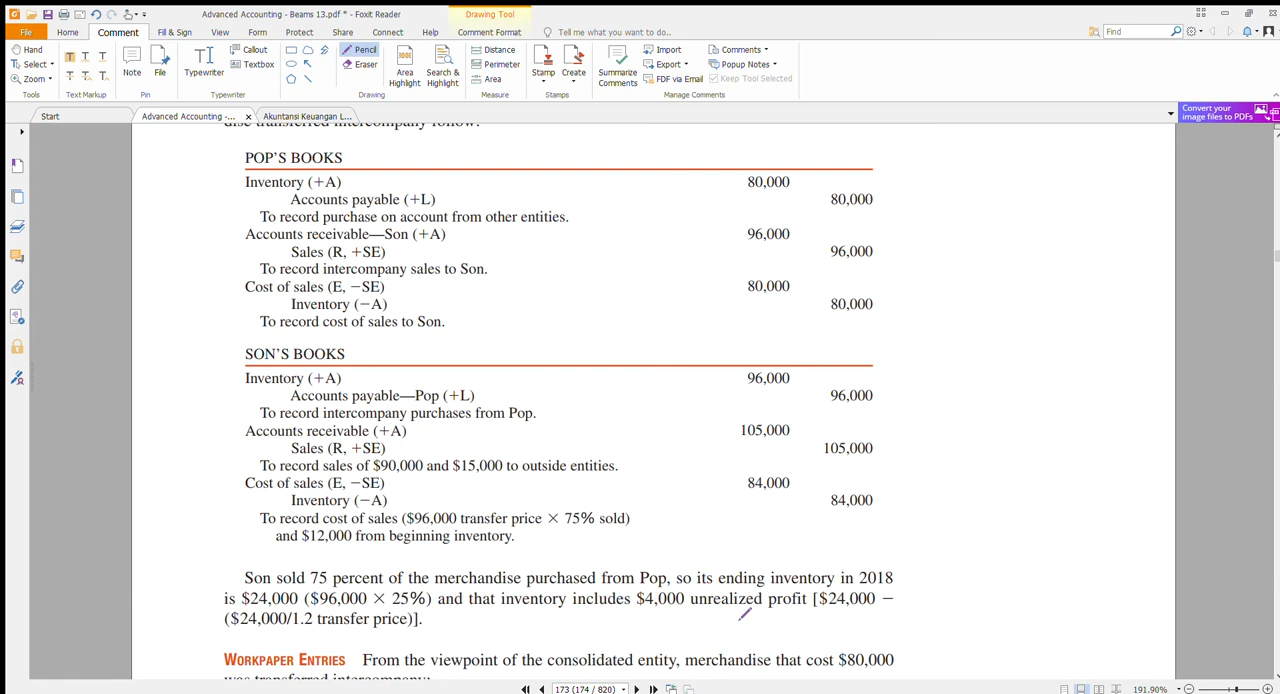 Advanced Accounting - Beams 13.pdf * - Foxit Reader
Drawing Tool
File Home Comment Fill & Sign View Form Protect Share Connect Help Comment Format Tell me what you want to do.. Find
Hand
Select
Zoom
Tools
Text Markup
Note
File
Pin
Typewriter
Callout
Textbox
Typewriter
Pencil
Eraser
Area
Highlight
Search &
Highlight
Drawing
Distance
Perimeter
Area
Measure
Stamp
Create
Stamps
Summarize
Comments
Import
Export
FDF via Email
Comments
Popup Notes
Keep Tool Selected
Manage Comments
Start
Advanced Accounting -...
Akuntansi Keuangan L...
Convert your
image files to PDFs
dise transferred intercompany follow:
POP'S BOOKS
Inventory (+A) 80,000
Accounts payable (+L) 80,000
To record purchase on account from other entities.
Accounts receivable—Son (+A) 96,000
Sales (R, +SE) 96,000
To record intercompany sales to Son.
Cost of sales (E, −SE) 80,000
Inventory (−A) 80,000
To record cost of sales to Son.
SON'S BOOKS
Inventory (+A) 96,000
Accounts payable—Pop (+L) 96,000
To record intercompany purchases from Pop.
Accounts receivable (+A) 105,000
Sales (R, +SE) 105,000
To record sales of $90,000 and $15,000 to outside entities.
Cost of sales (E, −SE) 84,000
Inventory (−A) 84,000
To record cost of sales ($96,000 transfer price × 75% sold)
and $12,000 from beginning inventory.
Son sold 75 percent of the merchandise purchased from Pop, so its ending inventory in 2018
is $24,000 ($96,000 × 25%) and that inventory includes $4,000 unrealized profit [$24,000 −
($24,000/1.2 transfer price)].
WORKPAPER ENTRIES From the viewpoint of the consolidated entity, merchandise that cost $80,000
was transferred intercompany:
173 (174 / 820)
191.90%